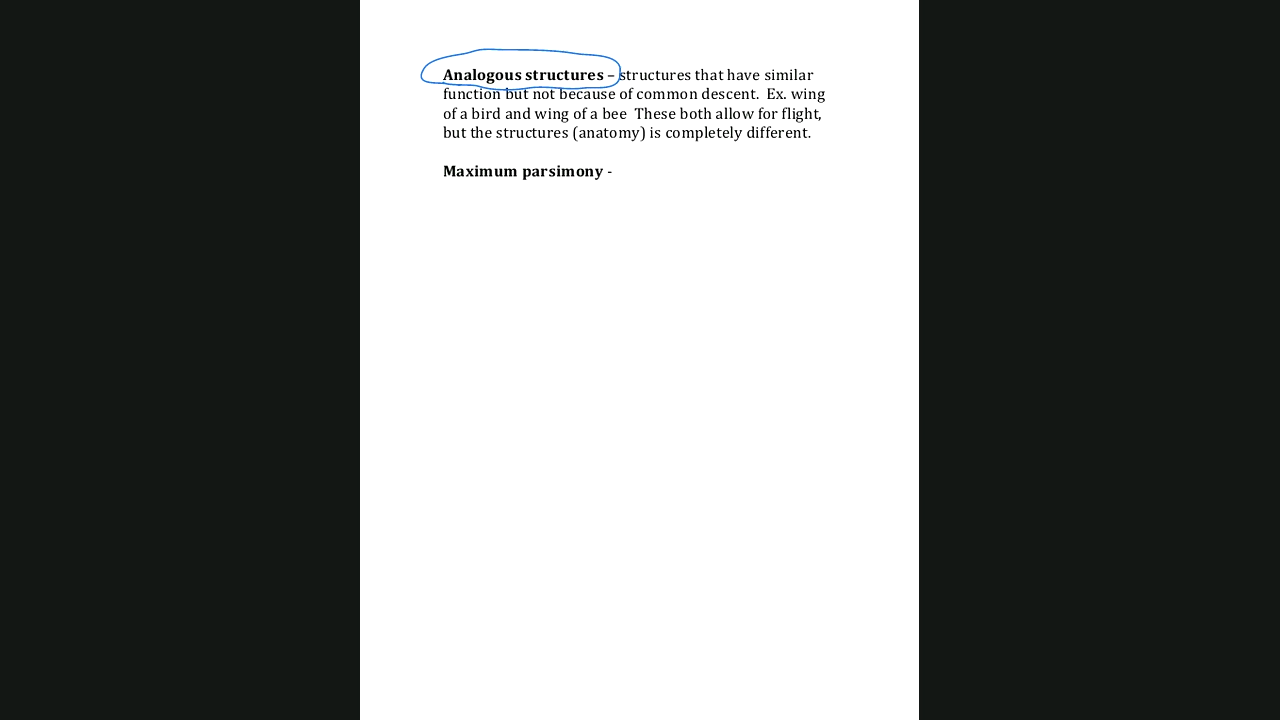 Analogous structures – structures that have similar
function but not because of common descent.  Ex. wing
of a bird and wing of a bee  These both allow for flight,
but the structures (anatomy) is completely different.
Maximum parsimony -